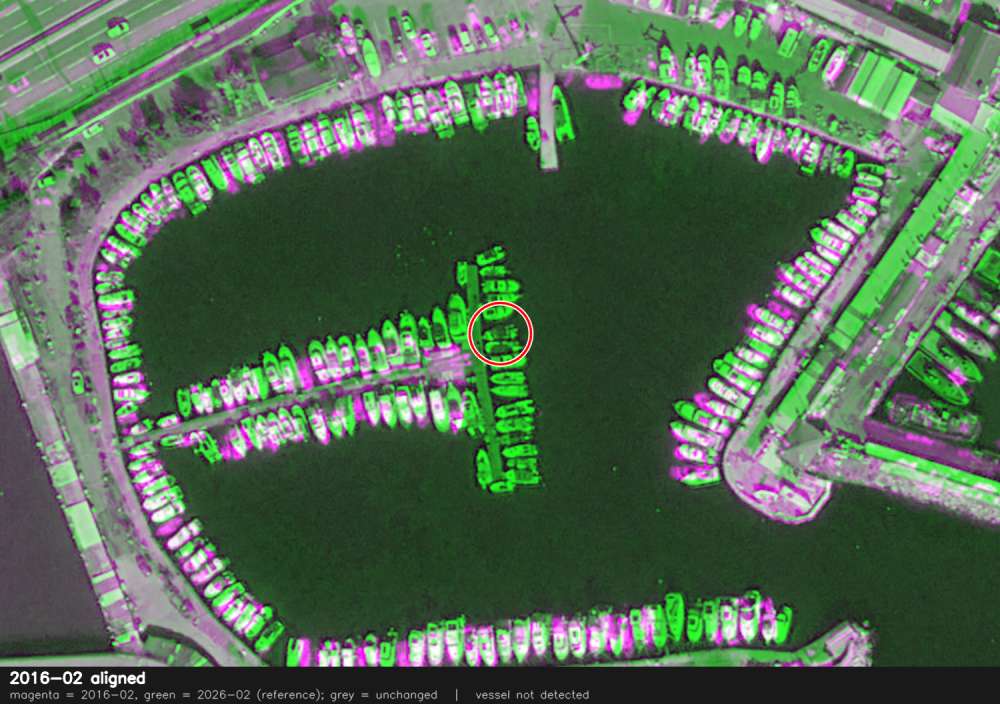 2016-02 aligned
magenta = 2016-02, green = 2026-02 (reference); grey = unchanged | vessel not detected